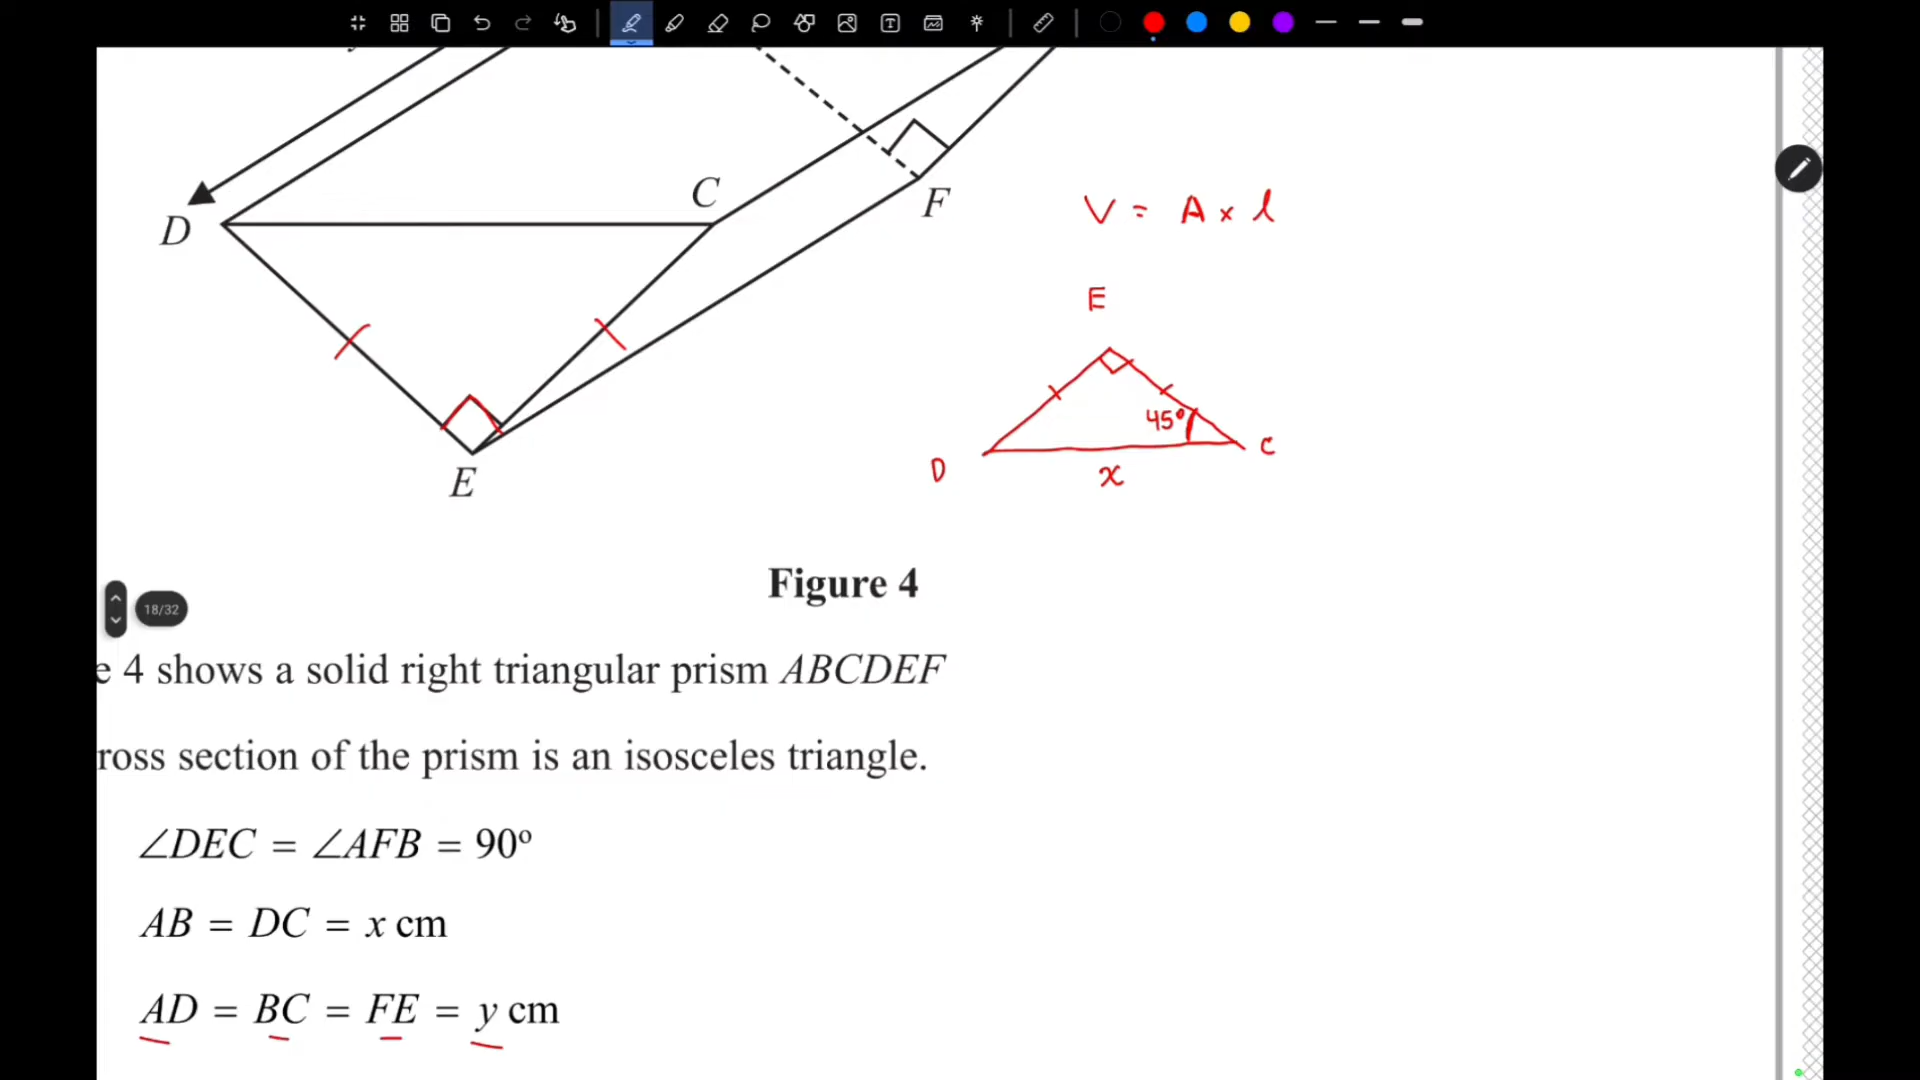 C
D
F
V = A × l
E
45°
E
D
x
C
Figure 4
18/32
e 4 shows a solid right triangular prism ABCDEF
ross section of the prism is an isosceles triangle.
∠DEC = ∠AFB = 90°
AB = DC = x cm
AD = BC = FE = y cm